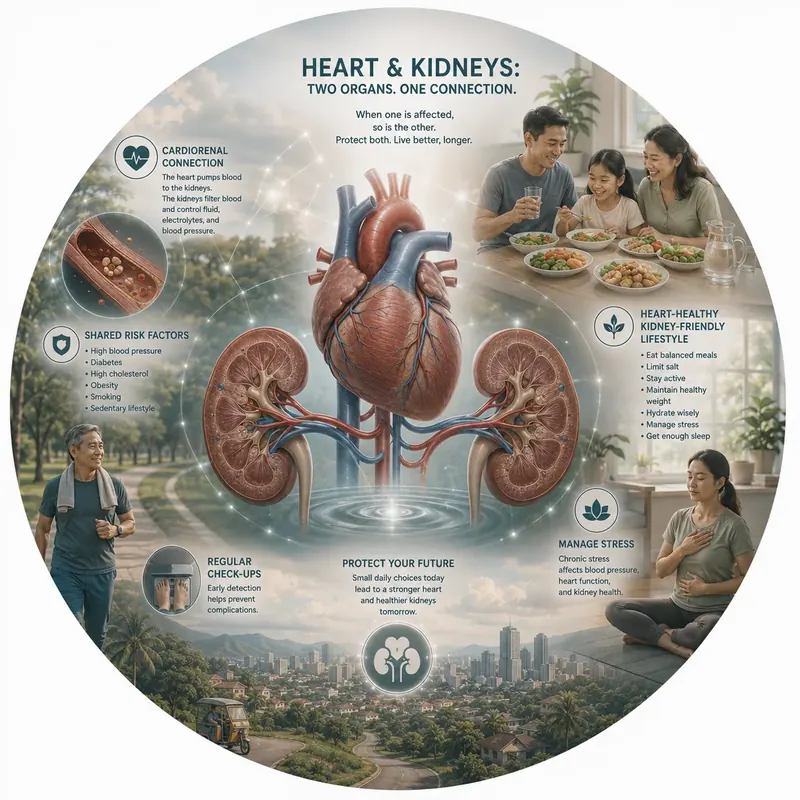 HEART & KIDNEYS:
TWO ORGANS. ONE CONNECTION.
When one is affected,
so is the other.
Protect both. Live better, longer.
CARDIORENAL
CONNECTION
The heart pumps blood
to the kidneys.
The kidneys filter blood
and control fluid,
electrolytes, and
blood pressure.
SHARED RISK FACTORS
• High blood pressure
• Diabetes
• High cholesterol
• Obesity
• Smoking
• Sedentary lifestyle
HEART-HEALTHY
KIDNEY-FRIENDLY
LIFESTYLE
• Eat balanced meals
• Limit salt
• Stay active
• Maintain healthy
weight
• Hydrate wisely
• Manage stress
• Get enough sleep
REGULAR
CHECK-UPS
Early detection
helps prevent
complications.
PROTECT YOUR FUTURE
Small daily choices today
lead to a stronger heart
and healthier kidneys
tomorrow.
MANAGE STRESS
Chronic stress
affects blood pressure,
heart function,
and kidney health.